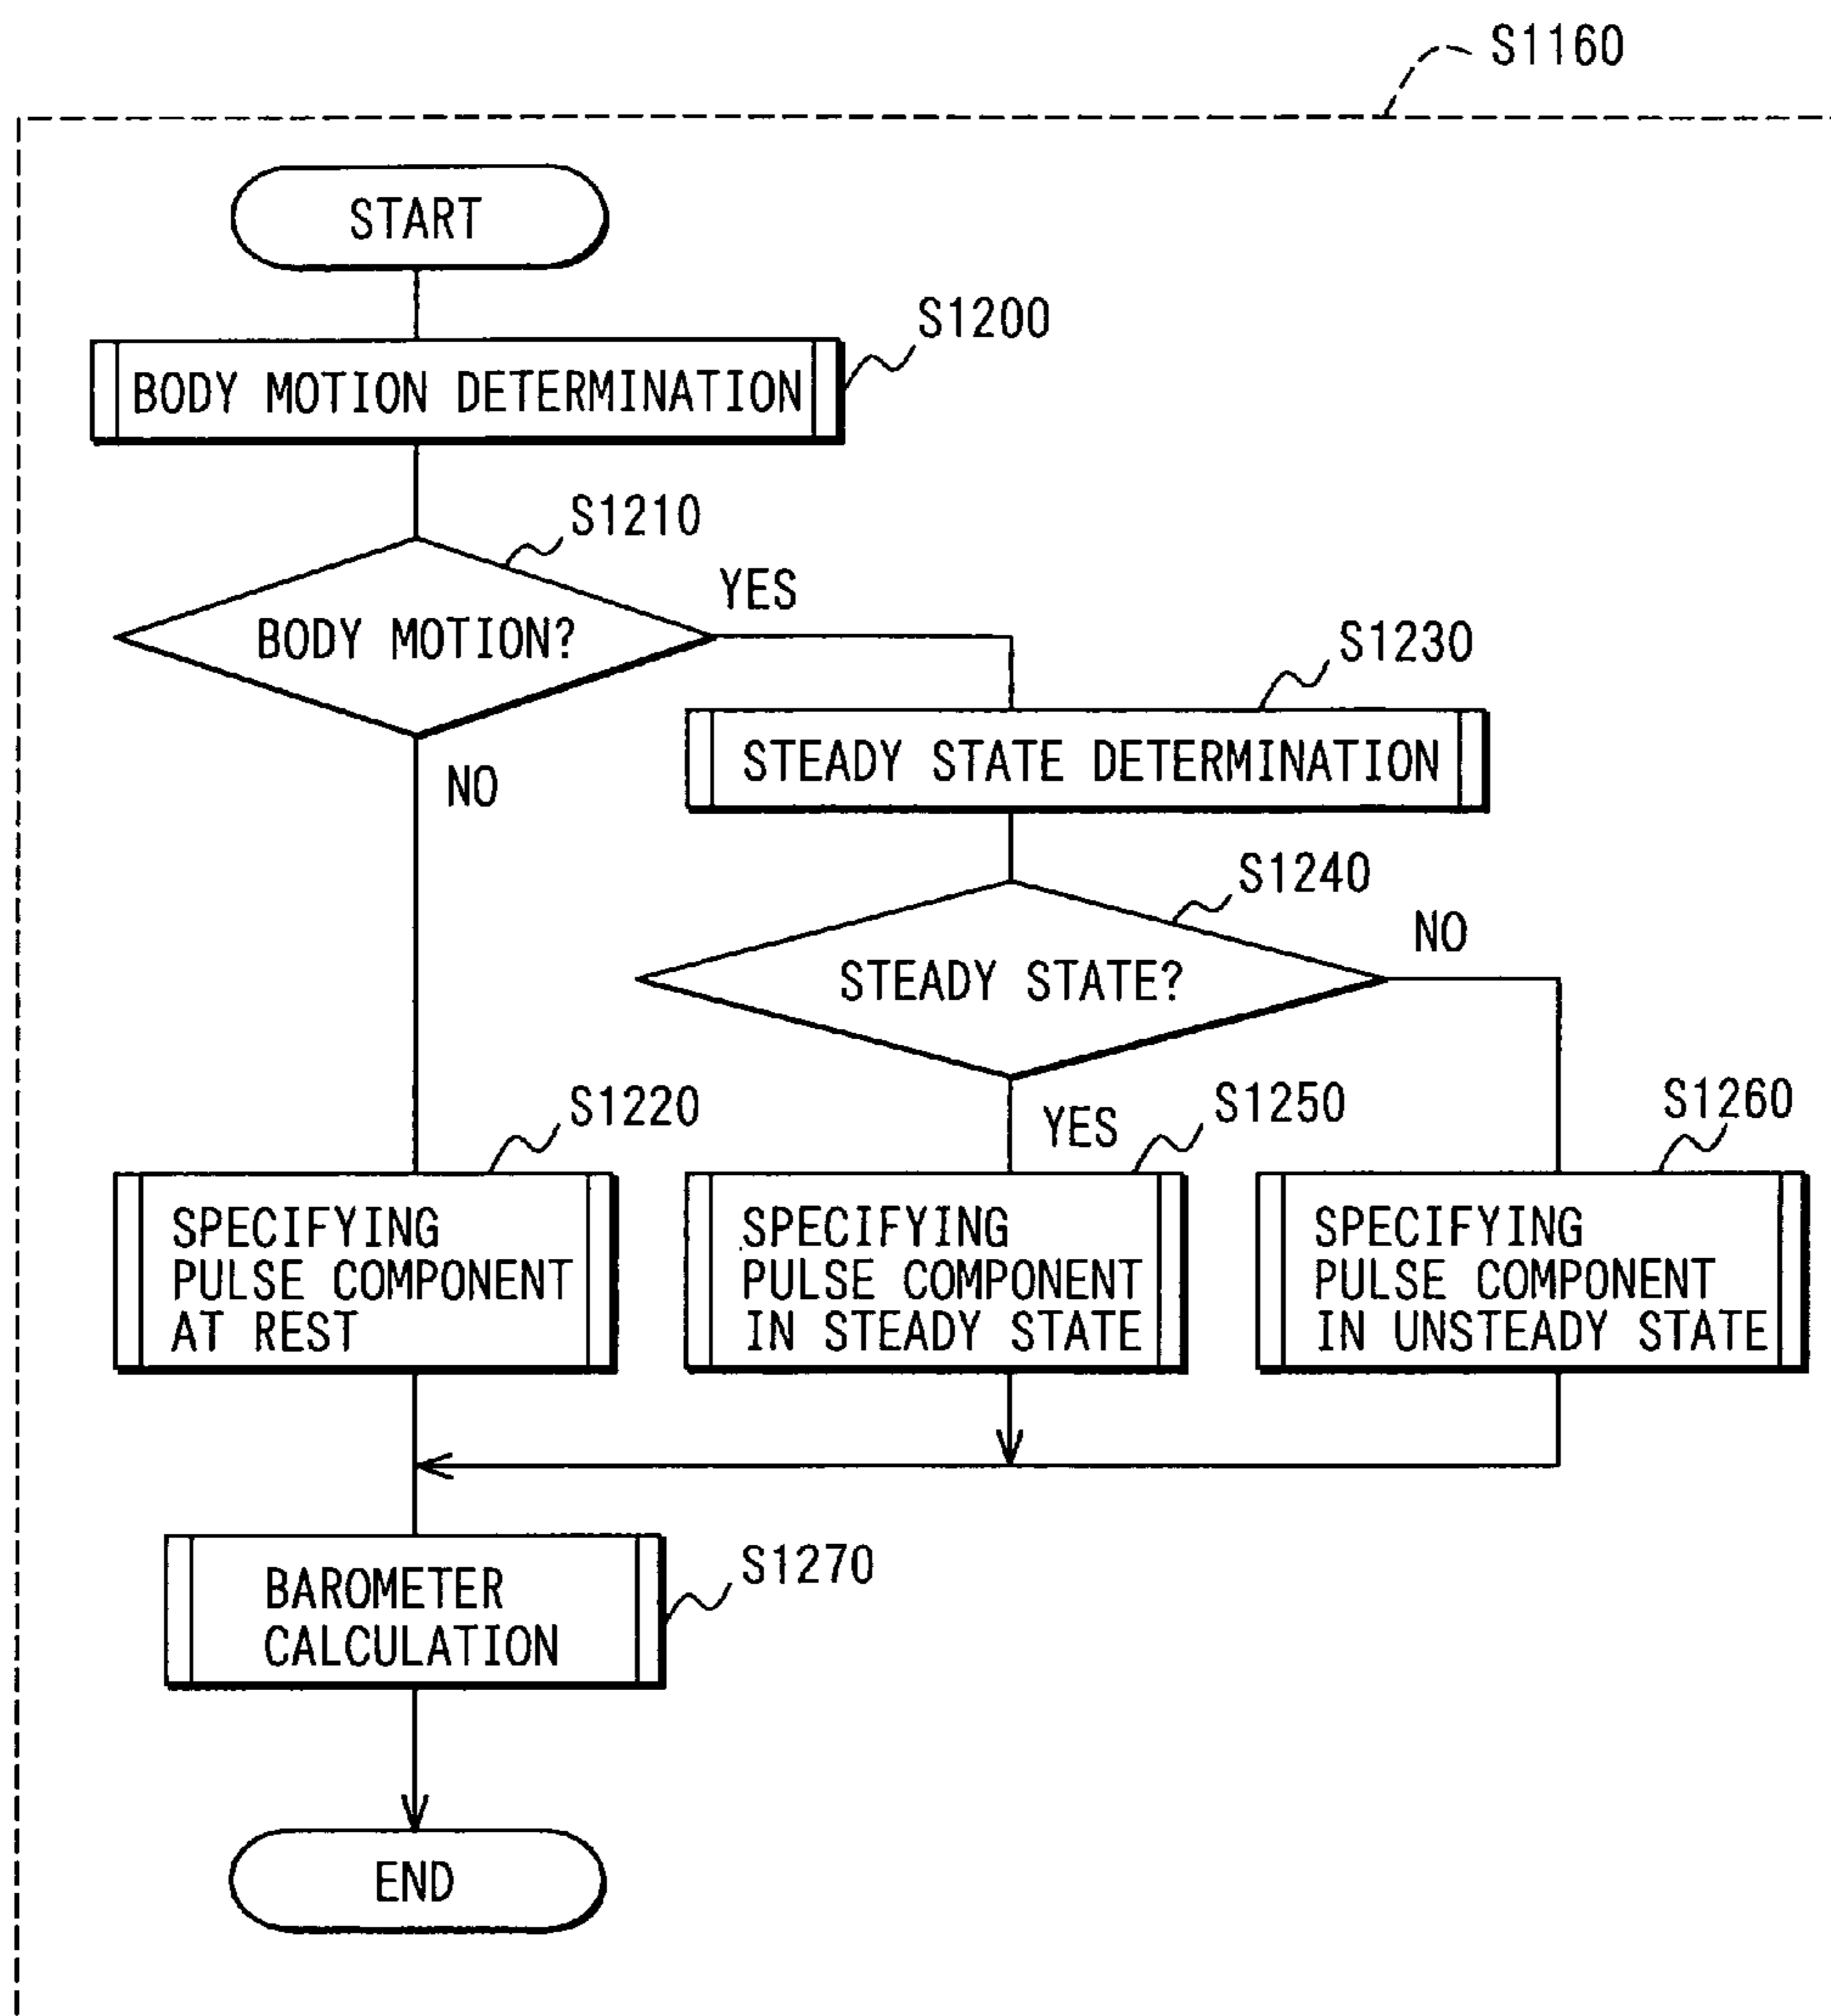 S1160
START
S1200
BODY MOTION DETERMINATION
S1210
BODY MOTION?
YES
NO
S1230
STEADY STATE DETERMINATION
S1240
STEADY STATE?
NO
YES
S1220
SPECIFYING
PULSE COMPONENT
AT REST
S1250
SPECIFYING
PULSE COMPONENT
IN STEADY STATE
S1260
SPECIFYING
PULSE COMPONENT
IN UNSTEADY STATE
S1270
BAROMETER
CALCULATION
END